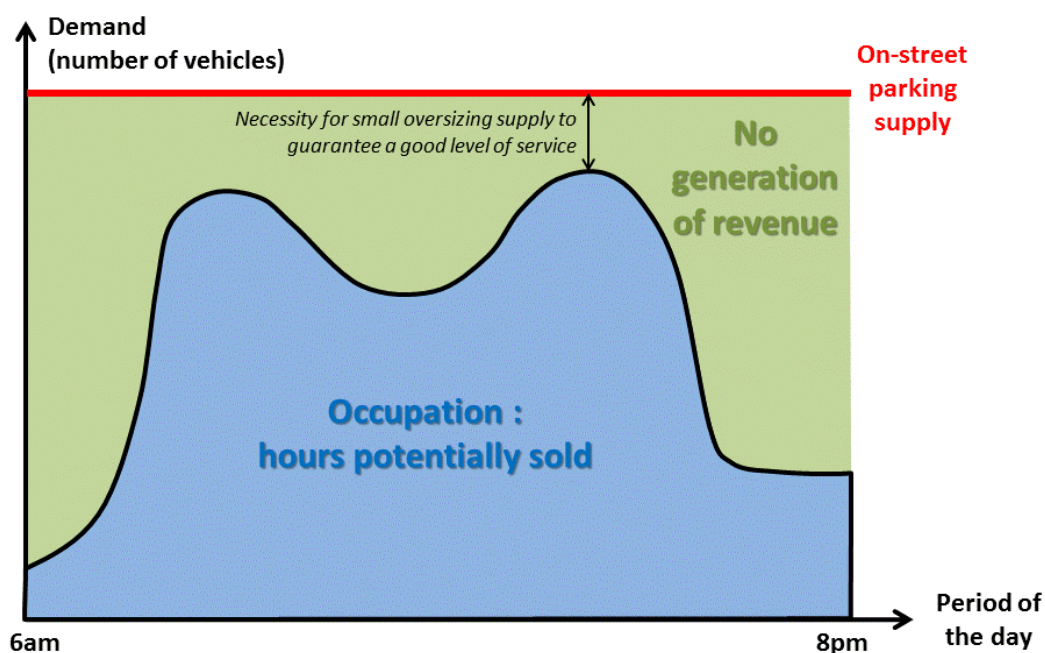 Demand
(number of vehicles)
On-street
parking
supply
Necessity for small oversizing supply to
guarantee a good level of service
No
generation
of revenue
Occupation :
hours potentially sold
6am
8pm
Period of
the day